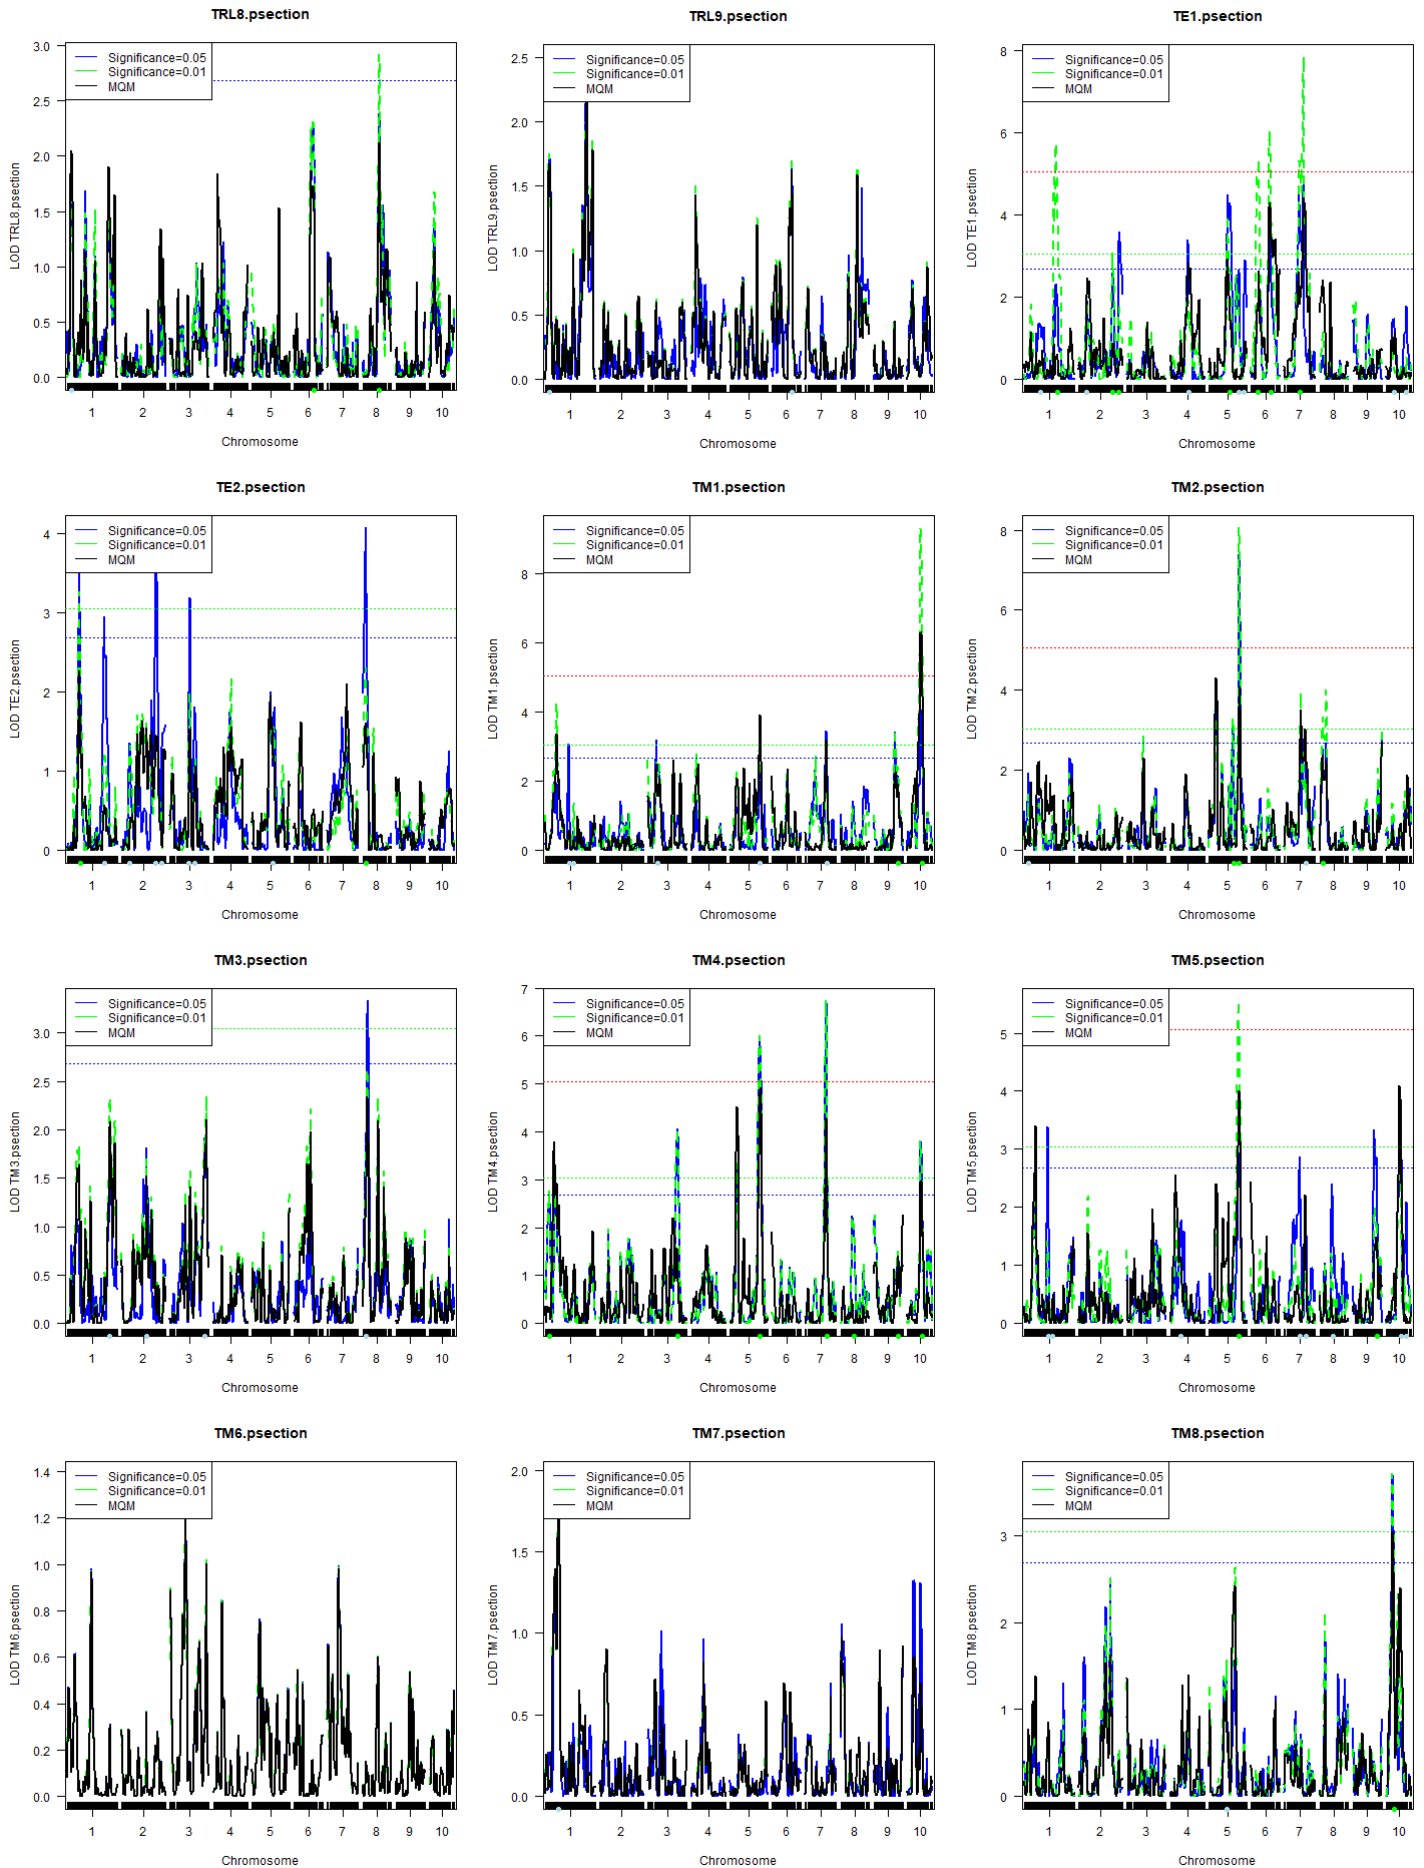 TRL8.psection
LOD TRL8.psection
3.0
2.5
2.0
1.5
1.0
0.5
0.0
Significance=0.05
Significance=0.01
MQM
1 2 3 4 5 6 7 8 9 10
Chromosome
TRL9.psection
LOD TRL9.psection
2.5
2.0
1.5
1.0
0.5
0.0
Significance=0.05
Significance=0.01
MQM
1 2 3 4 5 6 7 8 9 10
Chromosome
TE1.psection
LOD TE1.psection
8
6
4
2
0
Significance=0.05
Significance=0.01
MQM
1 2 3 4 5 6 7 8 9 10
Chromosome
TE2.psection
LOD TE2.psection
4
3
2
1
0
Significance=0.05
Significance=0.01
MQM
1 2 3 4 5 6 7 8 9 10
Chromosome
TM1.psection
LOD TM1.psection
8
6
4
2
0
Significance=0.05
Significance=0.01
MQM
1 2 3 4 5 6 7 8 9 10
Chromosome
TM2.psection
LOD TM2.psection
8
6
4
2
0
Significance=0.05
Significance=0.01
MQM
1 2 3 4 5 6 7 8 9 10
Chromosome
TM3.psection
LOD TM3.psection
3.0
2.5
2.0
1.5
1.0
0.5
0.0
Significance=0.05
Significance=0.01
MQM
1 2 3 4 5 6 7 8 9 10
Chromosome
TM4.psection
LOD TM4.psection
7
6
5
4
3
2
1
0
Significance=0.05
Significance=0.01
MQM
1 2 3 4 5 6 7 8 9 10
Chromosome
TM5.psection
LOD TM5.psection
5
4
3
2
1
0
Significance=0.05
Significance=0.01
MQM
1 2 3 4 5 6 7 8 9 10
Chromosome
TM6.psection
LOD TM6.psection
1.4
1.2
1.0
0.8
0.6
0.4
0.2
0.0
Significance=0.05
Significance=0.01
MQM
1 2 3 4 5 6 7 8 9 10
Chromosome
TM7.psection
LOD TM7.psection
2.0
1.5
1.0
0.5
0.0
Significance=0.05
Significance=0.01
MQM
1 2 3 4 5 6 7 8 9 10
Chromosome
TM8.psection
LOD TM8.psection
3
2
1
0
Significance=0.05
Significance=0.01
MQM
1 2 3 4 5 6 7 8 9 10
Chromosome